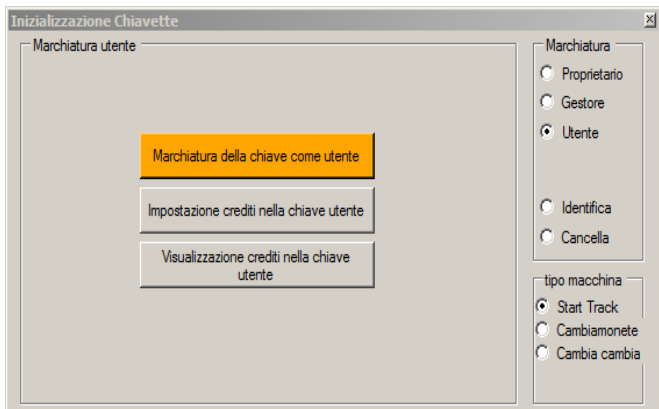 Inizializzazione Chiavette
Marchiatura utente
Marchiatura della chiave come utente
Impostazione crediti nella chiave utente
Visualizzazione crediti nella chiave
utente
Marchiatura
Proprietario
Gestore
Utente
Identifica
Cancella
tipo macchina
Start Track
Cambiamonete
Cambia cambia